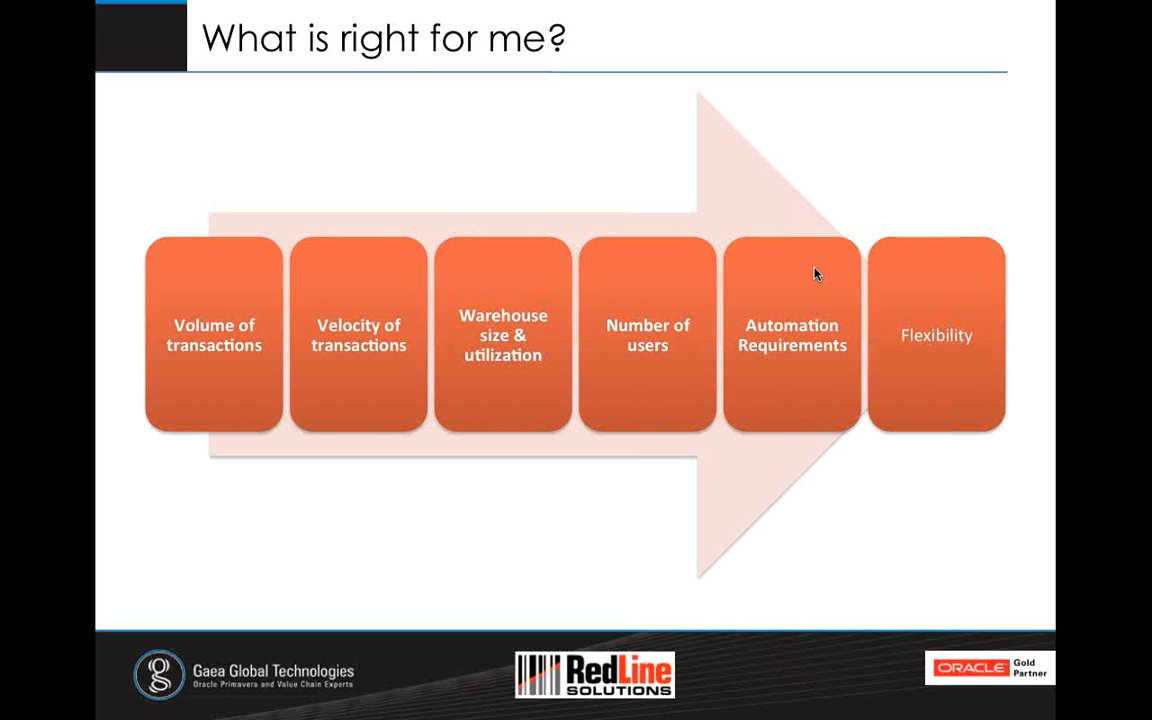 What is right for me?
Volume of
transactions
Velocity of
transactions
Warehouse
size &
utilization
Number of
users
Automation
Requirements
Flexibility
Gaea Global Technologies
Oracle Primavera and Value Chain Experts
RedLine
SOLUTIONS
ORACLE
Gold
Partner